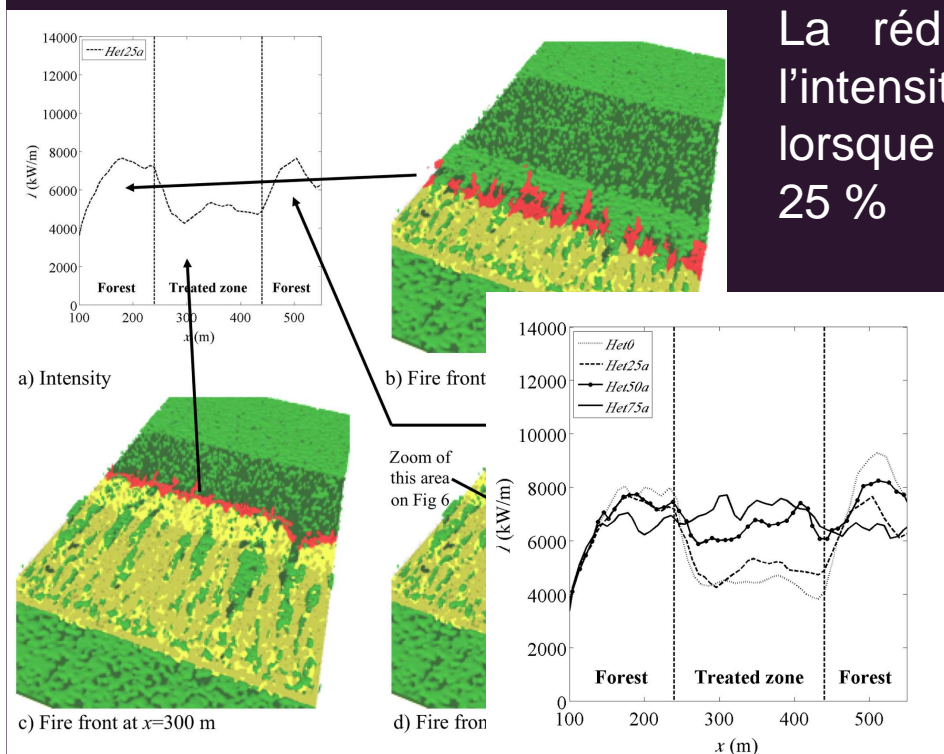 La réd
l'intensit
lorsque
25 %
14000
12000
10000
8000
6000
4000
2000
0
I (kW/m)
Het25a
Forest
Treated zone
Forest
100
200
300
400
500
x (m)
a) Intensity
b) Fire front
c) Fire front at x=300 m
Zoom of
this area
on Fig 6
d) Fire fron
14000
12000
10000
8000
6000
4000
2000
0
I (kW/m)
Het0
Het25a
Het50a
Het75a
Forest
Treated zone
Forest
100
200
300
400
500
x (m)